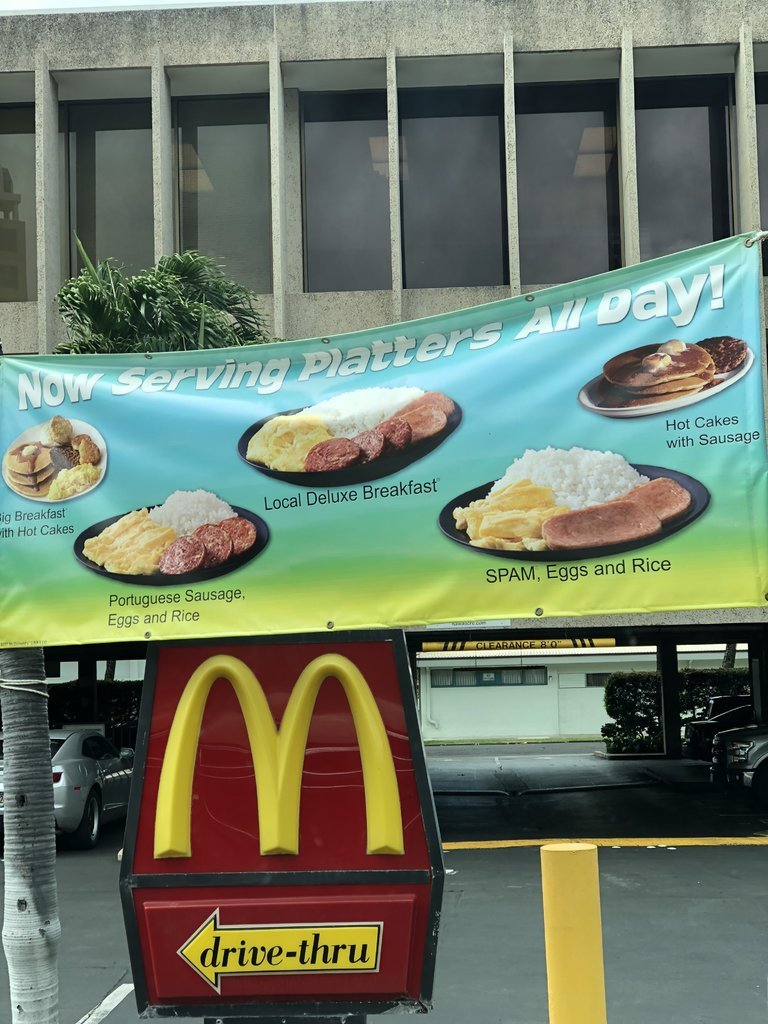 Now Serving Platters All Day!
Hot Cakes
with Sausage
Local Deluxe Breakfast
Big Breakfast
with Hot Cakes
SPAM, Eggs and Rice
Portuguese Sausage,
Eggs and Rice
CLEARANCE 8'0"
drive-thru